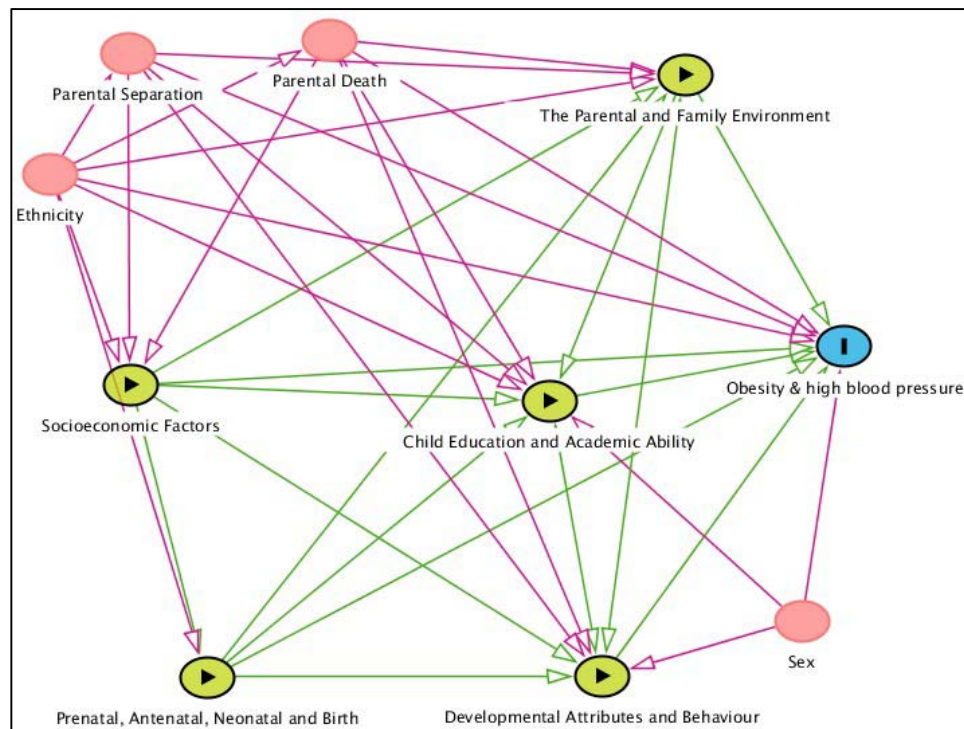 Parental Separation
Parental Death
The Parental and Family Environment
Ethnicity
Obesity & high blood pressure
Socioeconomic Factors
Child Education and Academic Ability
Sex
Prenatal, Antenatal, Neonatal and Birth
Developmental Attributes and Behaviour